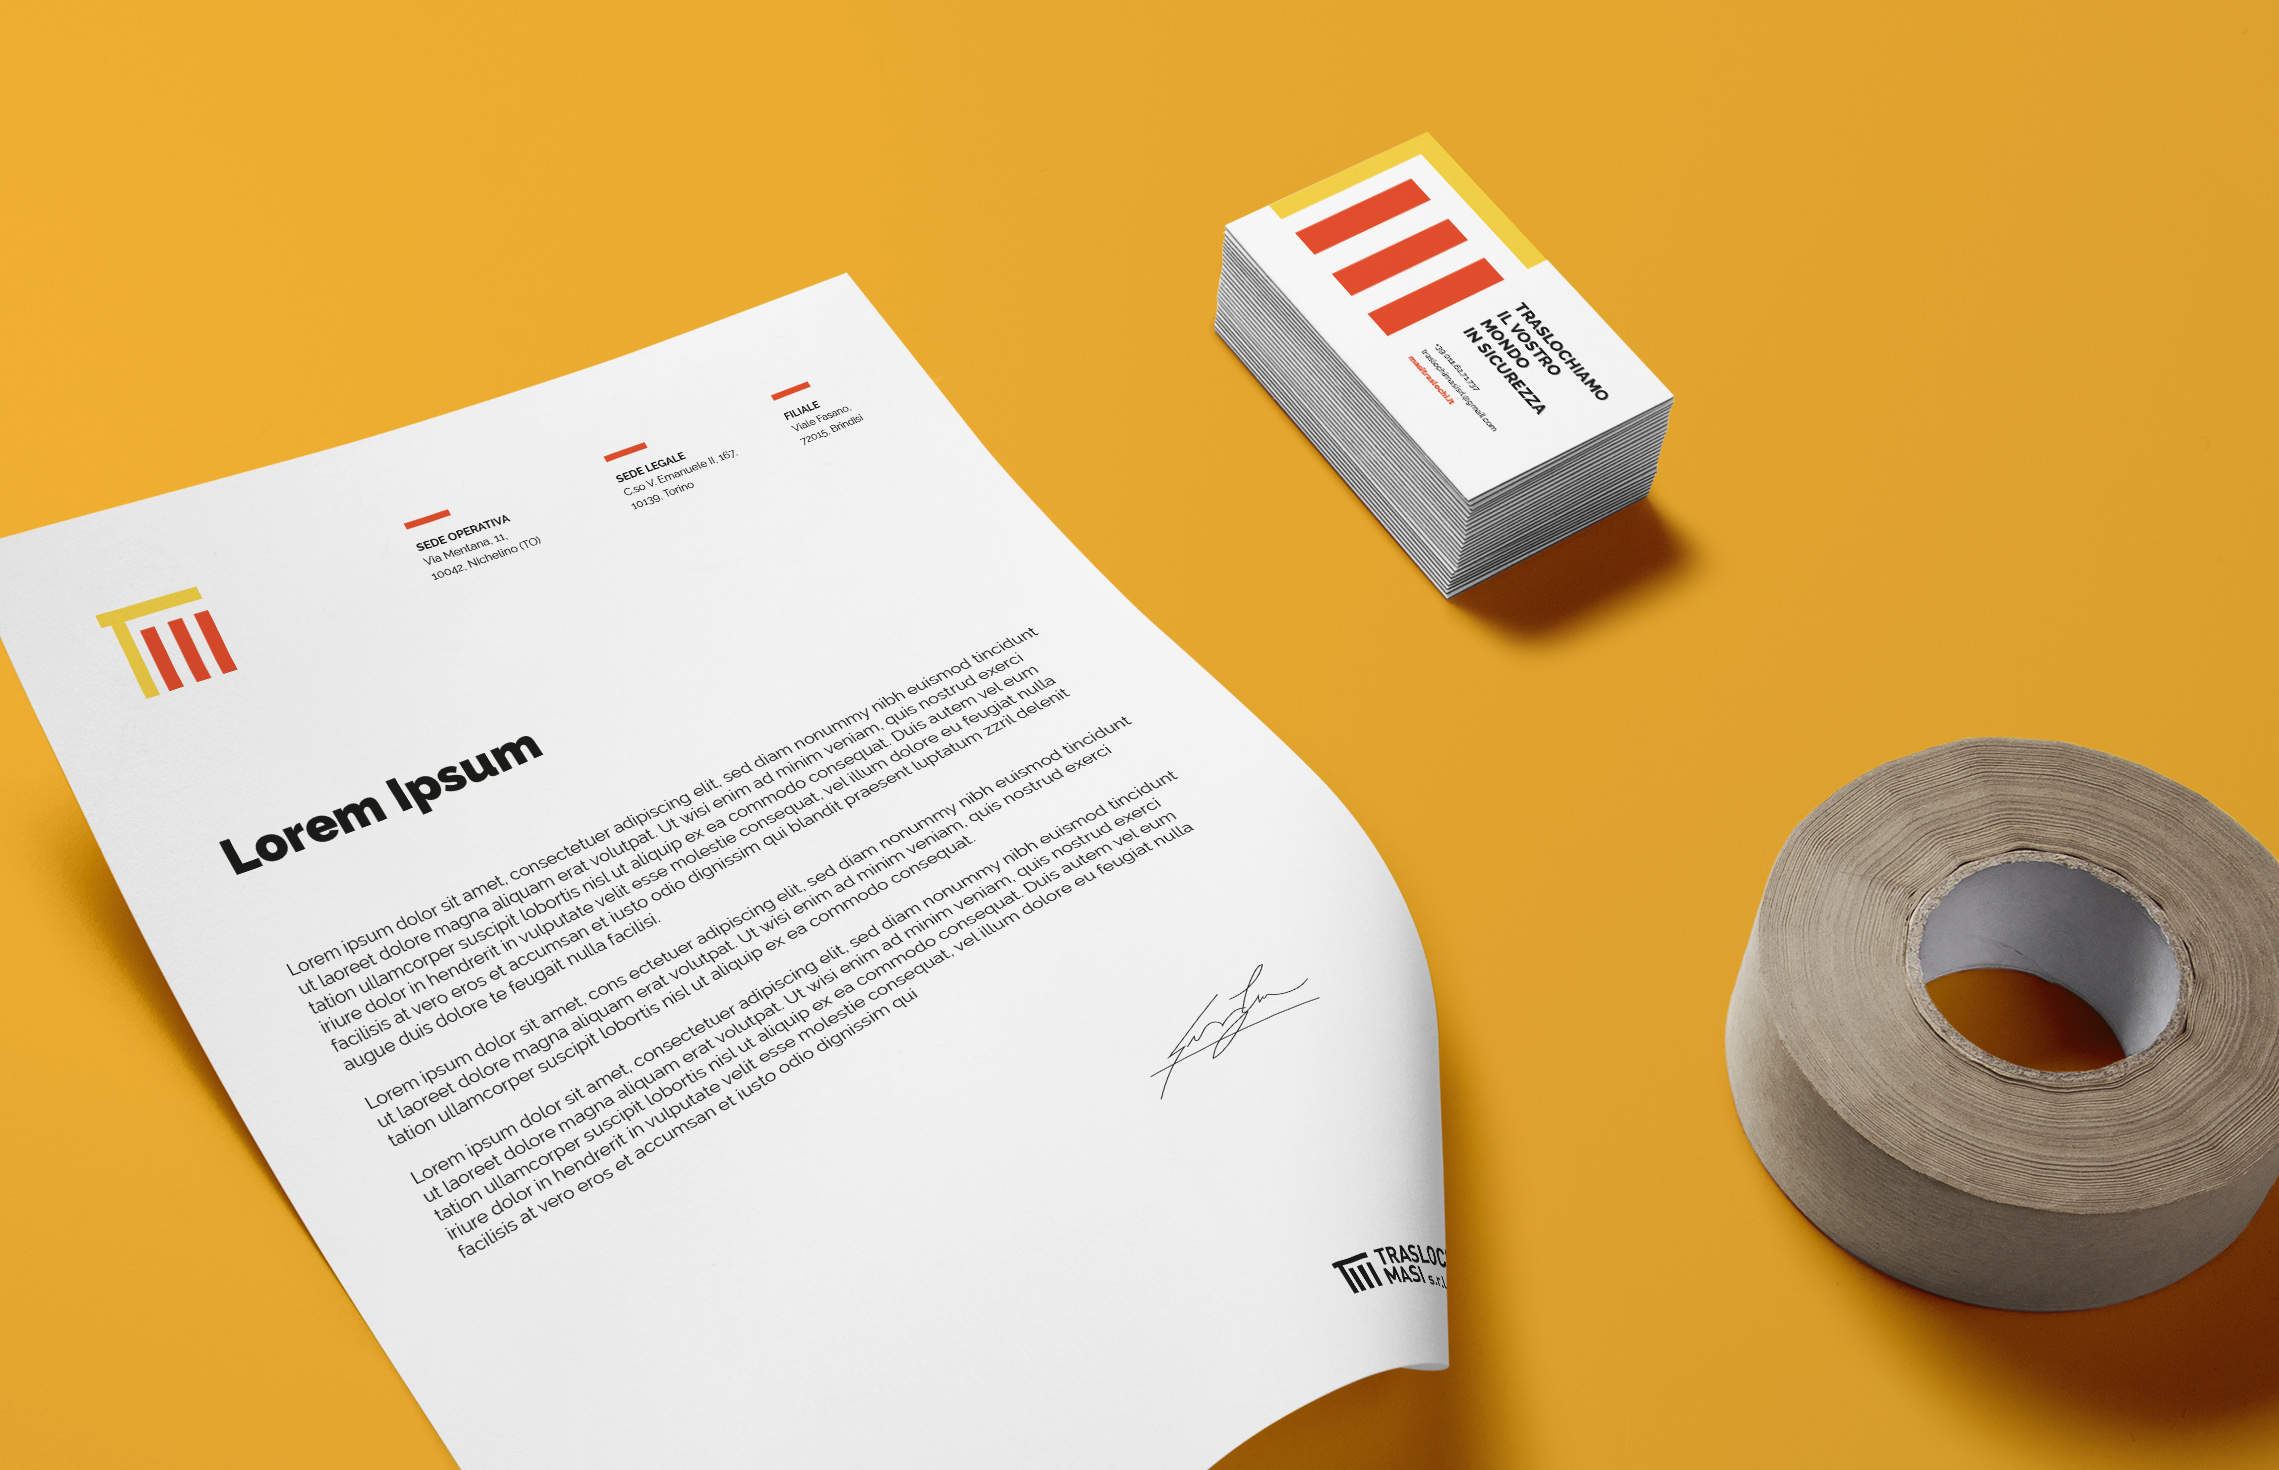 SEDE OPERATIVA
Via Mentana, 11,
10042, Nichelino (TO)
SEDE LEGALE
C.so V. Emanuele II, 167,
10139, Torino
FILIALE
Viale Fasano,
72015, Brindisi
Lorem Ipsum
Lorem ipsum dolor sit amet, consectetuer adipiscing elit, sed diam nonummy nibh euismod tincidunt
ut laoreet dolore magna aliquam erat volutpat. Ut wisi enim ad minim veniam, quis nostrud exerci
tation ullamcorper suscipit lobortis nisl ut aliquip ex ea commodo consequat. Duis autem vel eum
iriure dolor in hendrerit in vulputate velit esse molestie consequat, vel illum dolore eu feugiat nulla
facilisis at vero eros et accumsan et iusto odio dignissim qui blandit praesent luptatum zzril delenit
augue duis dolore te feugait nulla facilisi.
Lorem ipsum dolor sit amet, cons ectetuer adipiscing elit, sed diam nonummy nibh euismod tincidunt
ut laoreet dolore magna aliquam erat volutpat. Ut wisi enim ad minim veniam, quis nostrud exerci
tation ullamcorper suscipit lobortis nisl ut aliquip ex ea commodo consequat.
Lorem ipsum dolor sit amet, consectetuer adipiscing elit, sed diam nonummy nibh euismod tincidunt
ut laoreet dolore magna aliquam erat volutpat. Ut wisi enim ad minim veniam, quis nostrud exerci
tation ullamcorper suscipit lobortis nisl ut aliquip ex ea commodo consequat. Duis autem vel eum
iriure dolor in hendrerit in vulputate velit esse molestie consequat, vel illum dolore eu feugiat nulla
facilisis at vero eros et accumsan et iusto odio dignissim qui
TRASLOC
MASI s.r.l.
TRASLOCHIAMO
IL VOSTRO
MONDO
IN SICUREZZA
+39 011.6271737
traslochimasisrl@gmail.com
masitraslochi.it